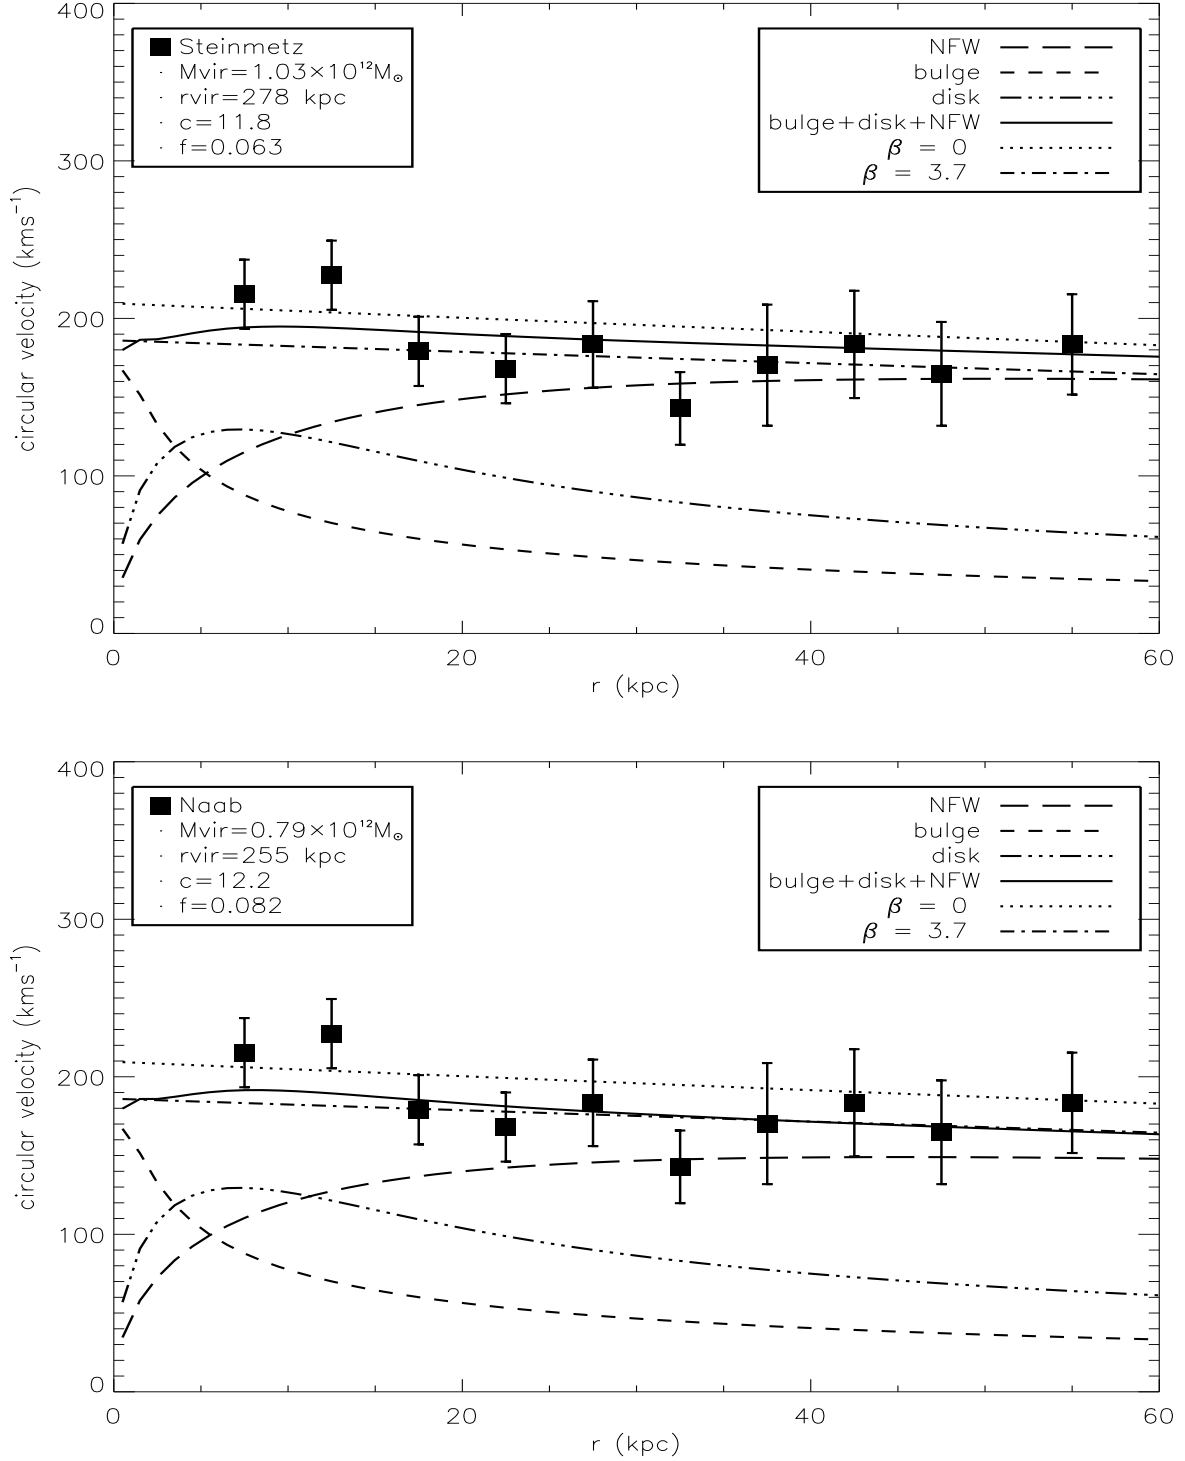 400
300
200
100
0
circular velocity (kms⁻¹)
Steinmetz
Mvir=1.03×10¹²M⊙
rvir=278 kpc
c=11.8
f=0.063
NFW
bulge
disk
bulge+disk+NFW
β = 0
β = 3.7
0 20 40 60
r (kpc)
400
300
200
100
0
circular velocity (kms⁻¹)
Naab
Mvir=0.79×10¹²M⊙
rvir=255 kpc
c=12.2
f=0.082
NFW
bulge
disk
bulge+disk+NFW
β = 0
β = 3.7
0 20 40 60
r (kpc)